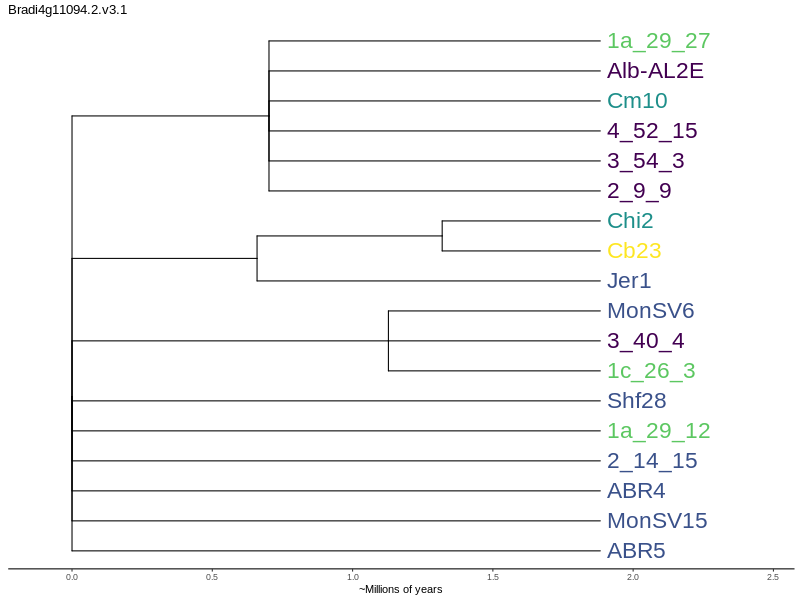 Bradi4g11094.2.v3.1
1a_29_27
Alb-AL2E
Cm10
4_52_15
3_54_3
2_9_9
Chi2
Cb23
Jer1
MonSV6
3_40_4
1c_26_3
Shf28
1a_29_12
2_14_15
ABR4
MonSV15
ABR5
0.0 0.5 1.0 1.5 2.0 2.5
~Millions of years